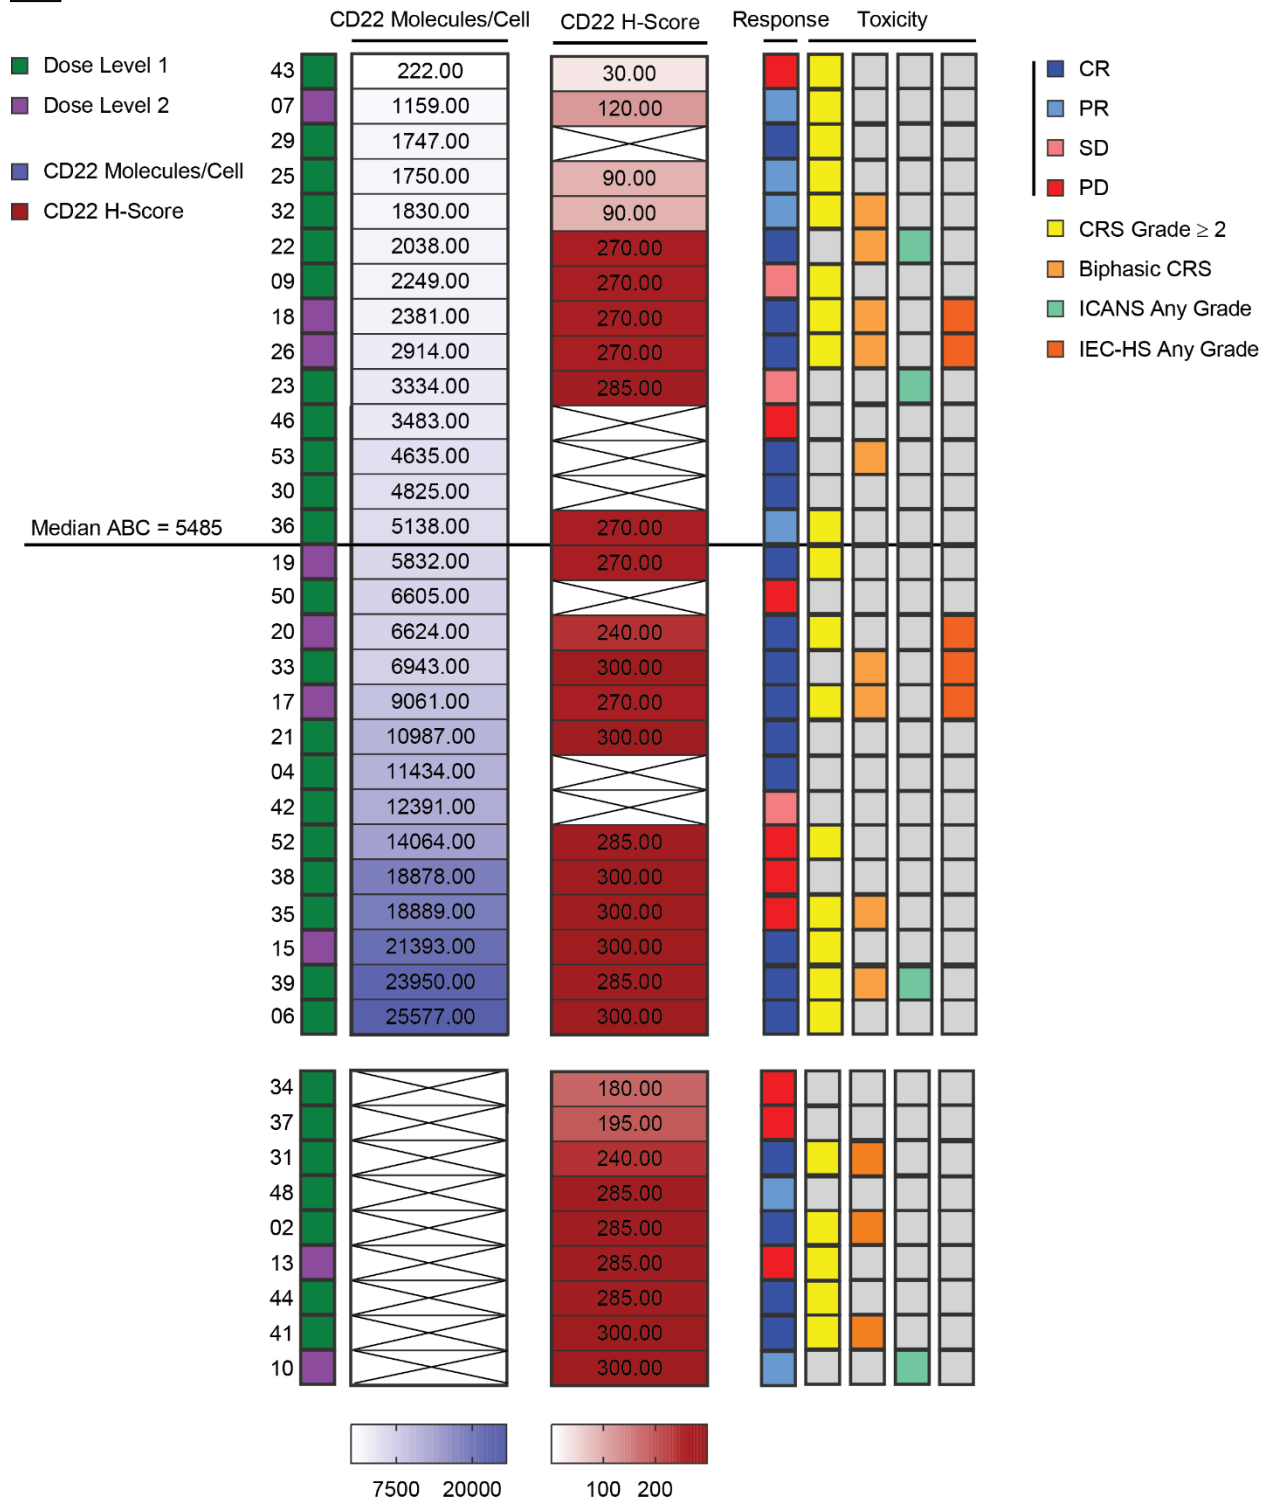 CD22 Molecules/Cell CD22 H-Score Response Toxicity
Dose Level 1
Dose Level 2
CD22 Molecules/Cell
CD22 H-Score
43 222.00 30.00
07 1159.00 120.00
29 1747.00
25 1750.00 90.00
32 1830.00 90.00
22 2038.00 270.00
09 2249.00 270.00
18 2381.00 270.00
26 2914.00 270.00
23 3334.00 285.00
46 3483.00
53 4635.00
30 4825.00
36 5138.00 270.00
Median ABC = 5485
19 5832.00 270.00
50 6605.00
20 6624.00 240.00
33 6943.00 300.00
17 9061.00 270.00
21 10987.00 300.00
04 11434.00
42 12391.00
52 14064.00 285.00
38 18878.00 300.00
35 18889.00 300.00
15 21393.00 300.00
39 23950.00 285.00
06 25577.00 300.00
34 180.00
37 195.00
31 240.00
48 285.00
02 285.00
13 285.00
44 285.00
41 300.00
10 300.00
7500 20000 100 200
CR
PR
SD
PD
CRS Grade ≥ 2
Biphasic CRS
ICANS Any Grade
IEC-HS Any Grade